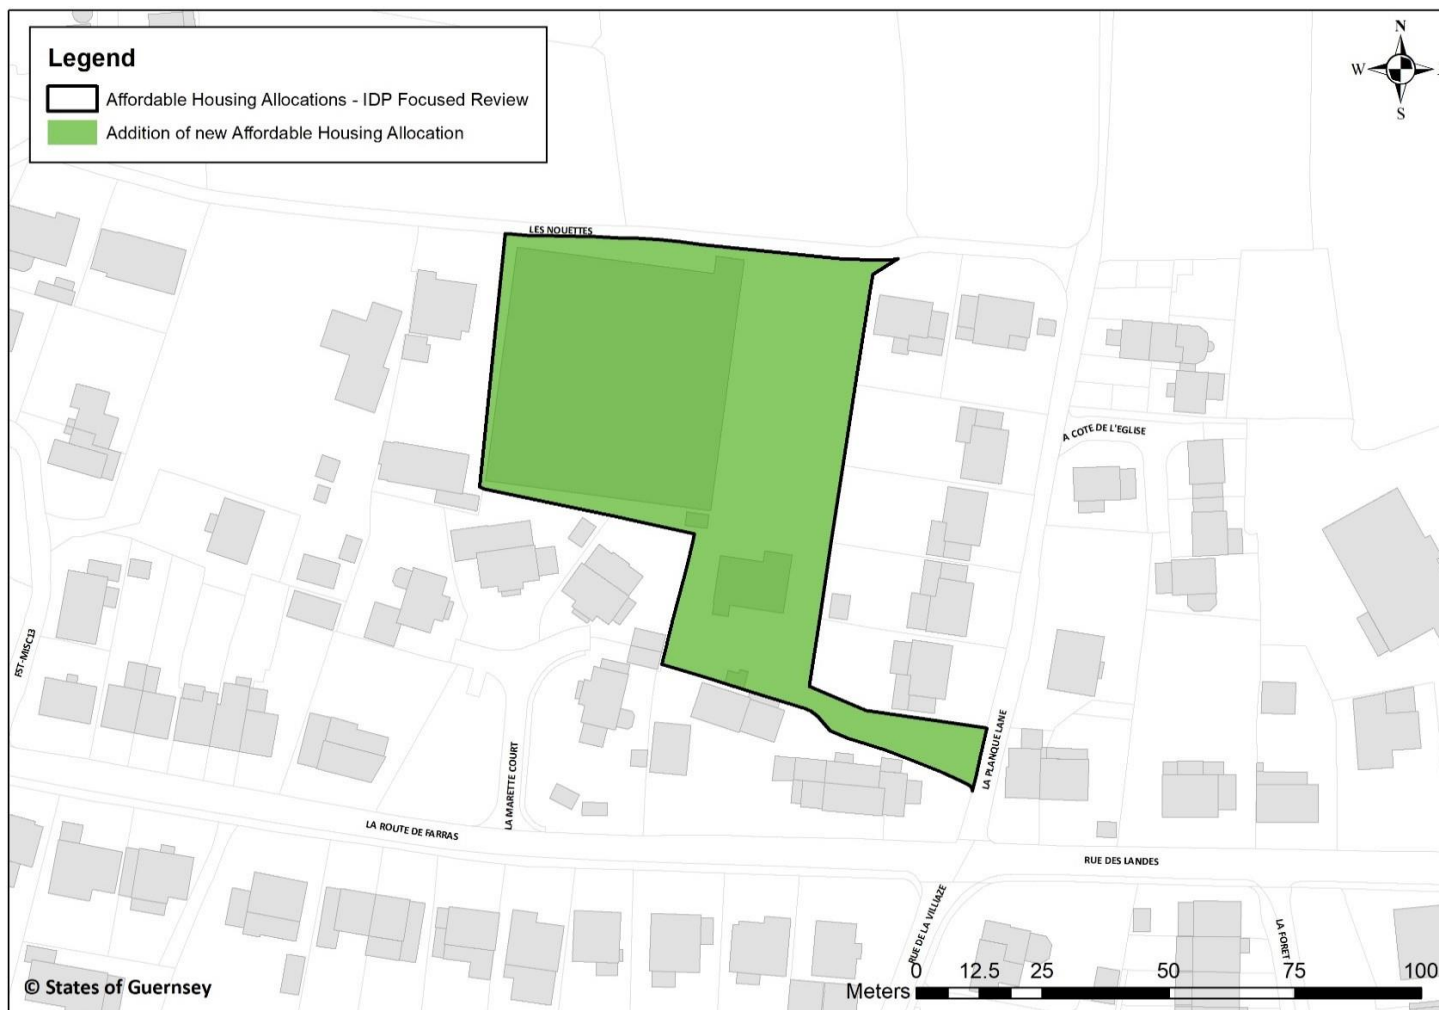 Legend
Affordable Housing Allocations - IDP Focused Review
Addition of new Affordable Housing Allocation
N
W
S
LES NOUETTES
A COTE DE L'EGLISE
FST-MISC13
LA PLANQUE LANE
LA MARETTE COURT
LA ROUTE DE FARRAS
RUE DES LANDES
RUE DE LA VILLIAZE
LA FORET
© States of Guernsey
Meters
0 12.5 25 50 75 100